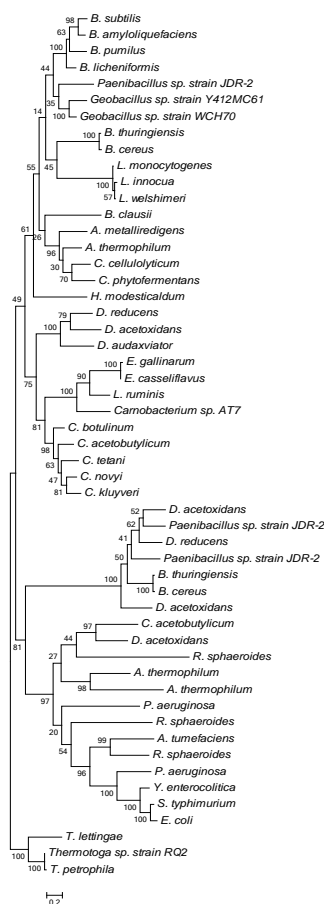 98
B. subtilis
63
B. amyloliquefaciens
B. pumilus
44
B. licheniformis
Paenibacillus sp. strain JDR-2
35
Geobacillus sp. strain Y412MC61
14
100
Geobacillus sp. strain WCH70
100
B. thuringiensis
B. cereus
45
L. monocytogenes
55
100
L. innocua
57
L. welshimeri
B. clausii
61
26
A. metalliredigens
96
A. thermophilum
30
C. cellulolyticum
70
C. phytofermentans
49
H. modesticaldum
79
D. reducens
100
D. acetoxidans
D. audaxviator
100
E. gallinarum
90
E. casseliflavus
75
100
L. ruminis
Carnobacterium sp. AT7
81
C. botulinum
98
C. acetobutylicum
63
C. tetani
47
C. novyi
81
C. kluyveri
52
D. acetoxidans
62
Paenibacillus sp. strain JDR-2
41
D. reducens
50
Paenibacillus sp. strain JDR-2
B. thuringiensis
100
100
B. cereus
D. acetoxidans
97
C. acetobutylicum
81
44
D. acetoxidans
27
R. sphaeroides
A. thermophilum
98
A. thermophilum
97
P. aeruginosa
20
R. sphaeroides
54
99
A. tumefaciens
R. sphaeroides
96
P. aeruginosa
100
Y. enterocolitica
100
S. typhimurium
100
E. coli
T. lettingae
100
Thermotoga sp. strain RQ2
100
T. petrophila
0.2